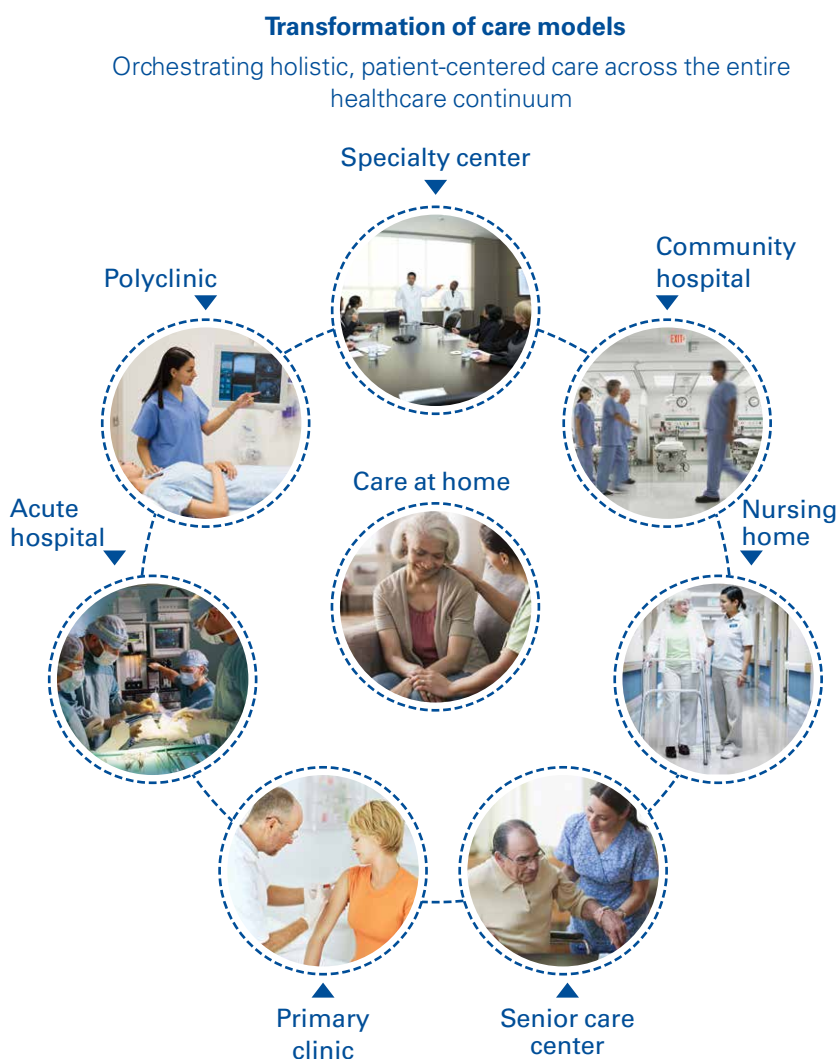 Transformation of care models
Orchestrating holistic, patient-centered care across the entire
healthcare continuum
Specialty center
Community
hospital
Polyclinic
EXIT
Care at home
Acute
hospital
Nursing
home
Primary
clinic
Senior care
center